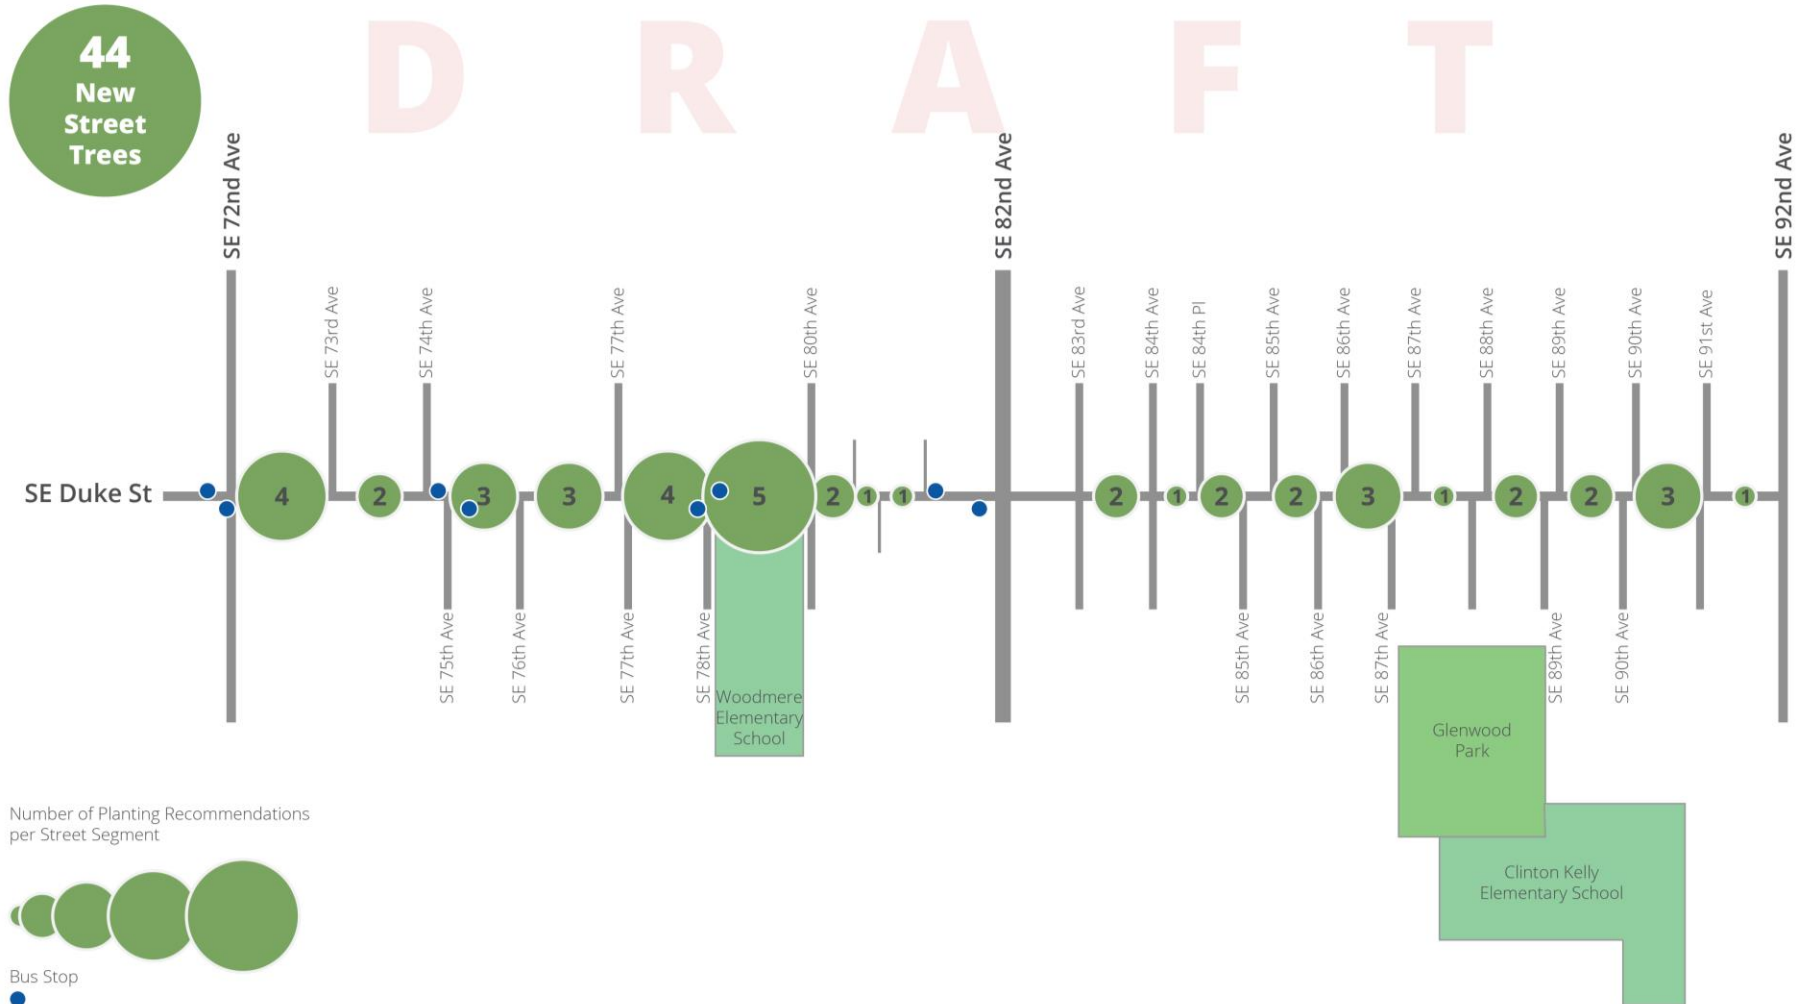 44
New
Street
Trees
D R A F T
SE 72nd Ave
SE 82nd Ave
SE 92nd Ave
SE 73rd Ave
SE 74th Ave
SE 77th Ave
SE 80th Ave
SE 83rd Ave
SE 84th Ave
SE 84th Pl
SE 85th Ave
SE 86th Ave
SE 87th Ave
SE 88th Ave
SE 89th Ave
SE 90th Ave
SE 91st Ave
SE Duke St
4 2 3 3 4 5 2 1 1 2 1 2 2 3 1 2 2 3 1
SE 75th Ave
SE 76th Ave
SE 77th Ave
SE 78th Ave
SE 85th Ave
SE 86th Ave
SE 87th Ave
SE 89th Ave
SE 90th Ave
Woodmere
Elementary
School
Glenwood
Park
Clinton Kelly
Elementary School
Number of Planting Recommendations
per Street Segment
Bus Stop